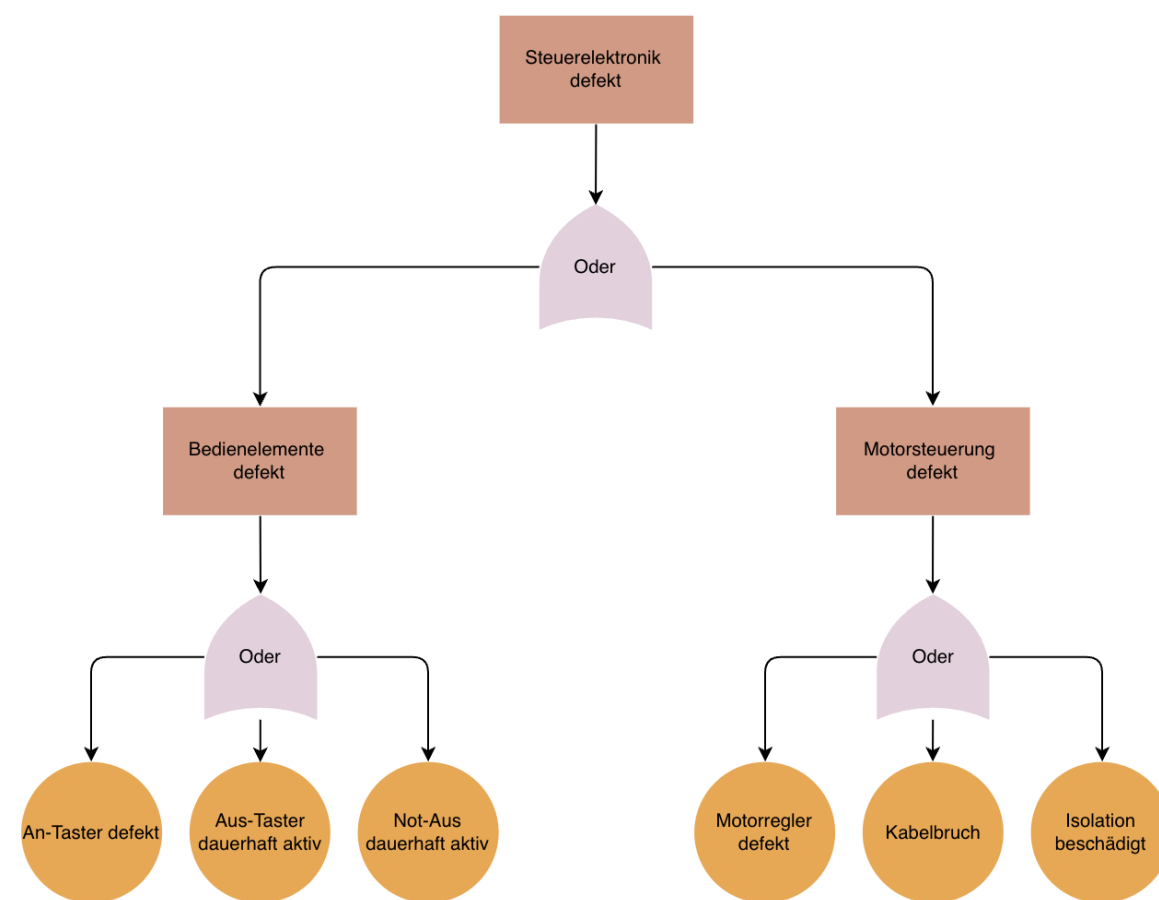 Steuerelektronik
defekt
Oder
Bedienelemente
defekt
Motorsteuerung
defekt
Oder
Oder
An-Taster defekt
Aus-Taster
dauerhaft aktiv
Not-Aus
dauerhaft aktiv
Motorregler
defekt
Kabelbruch
Isolation
beschädigt